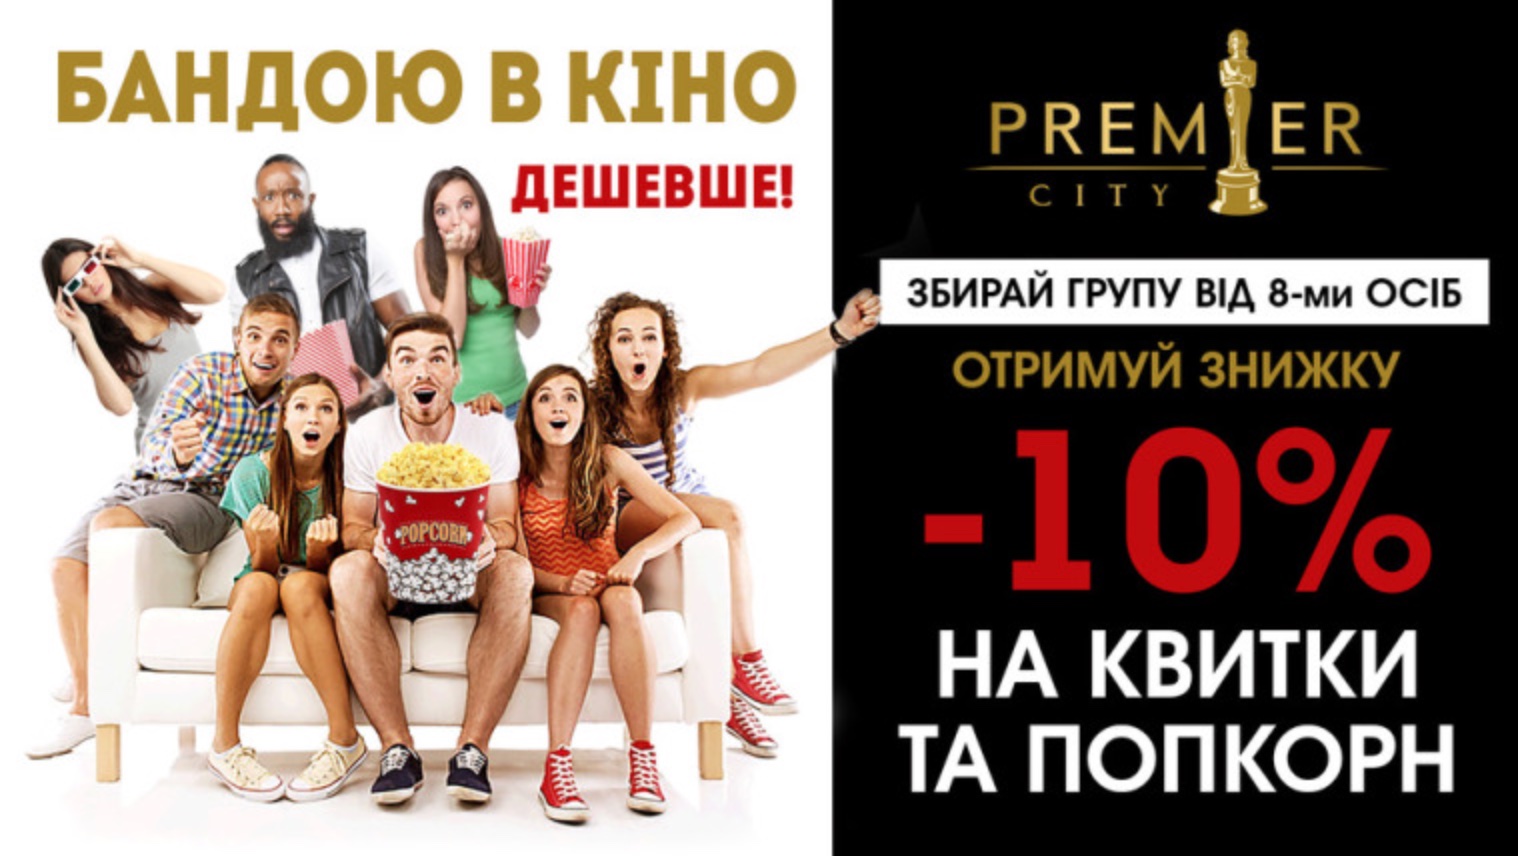 БАНДОЮ В КІНО
ДЕШЕВШЕ!
POPCORN
PREMIER
CITY
ЗБИРАЙ ГРУПУ ВІД 8-ми ОСІБ
ОТРИМУЙ ЗНИЖКУ
-10%
НА КВИТКИ
ТА ПОПКОРН